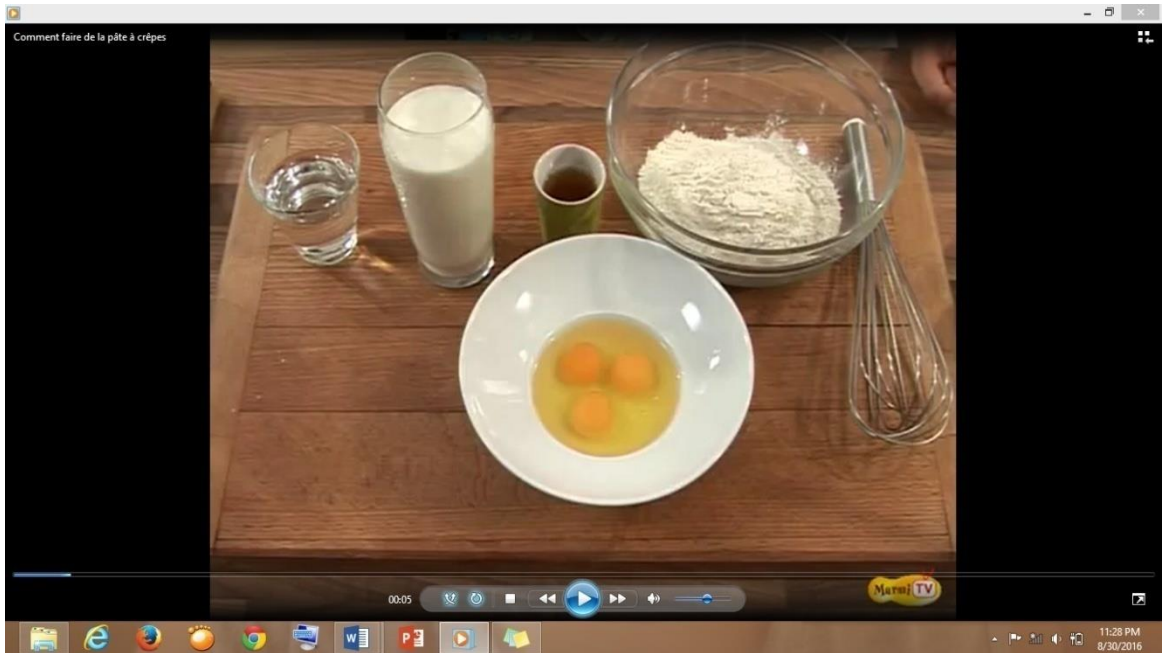 Comment faire de la pâte à crêpes
00:05
Marmi TV
11:28 PM
8/30/2016